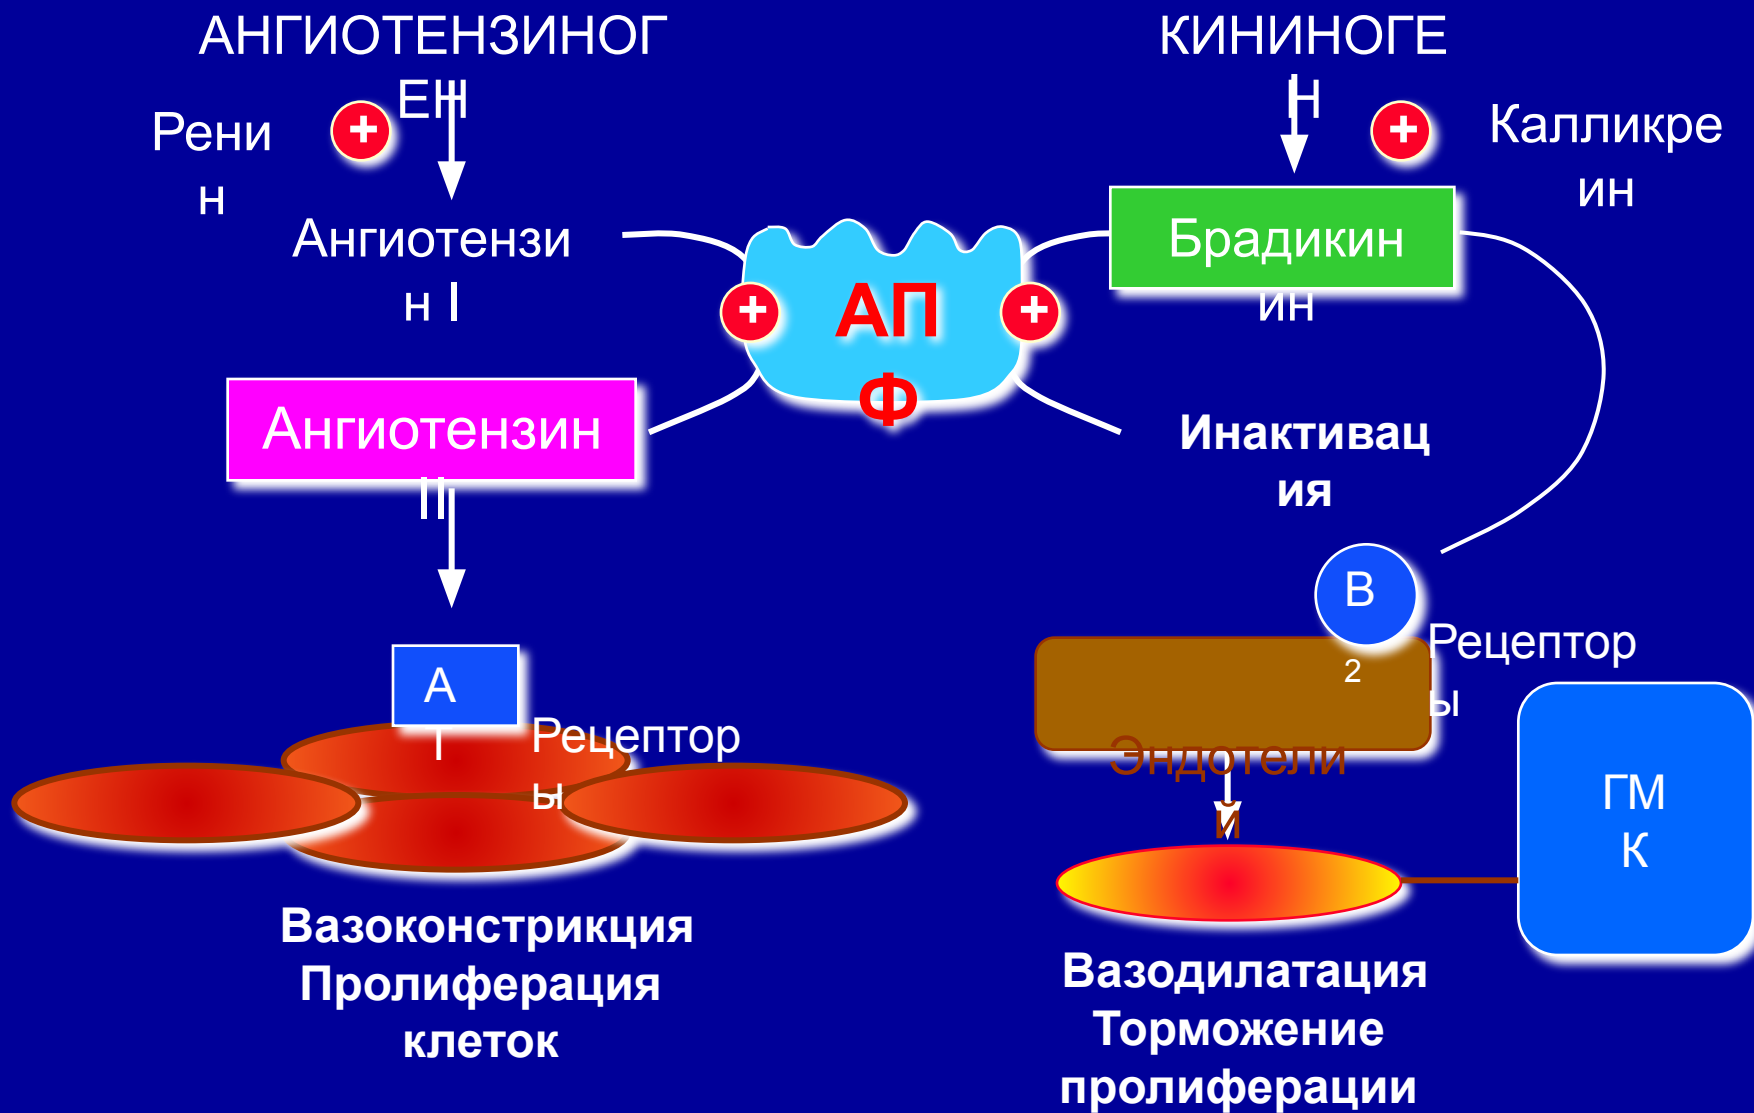 АНГИОТЕНЗИНОГ
ЕН
Рени
н
+
Ангиотензи
н I
Ангиотензин
II
А
Т
Рецептор
ы
Вазоконстрикция
Пролиферация
клеток
+
АП
Ф
+
КИНИНОГЕ
Н
+
Калликре
ин
Брадикин
ин
Инактивац
ия
В
2
Рецептор
ы
Эндотели
й
ГМ
К
Вазодилатация
Торможение
пролиферации